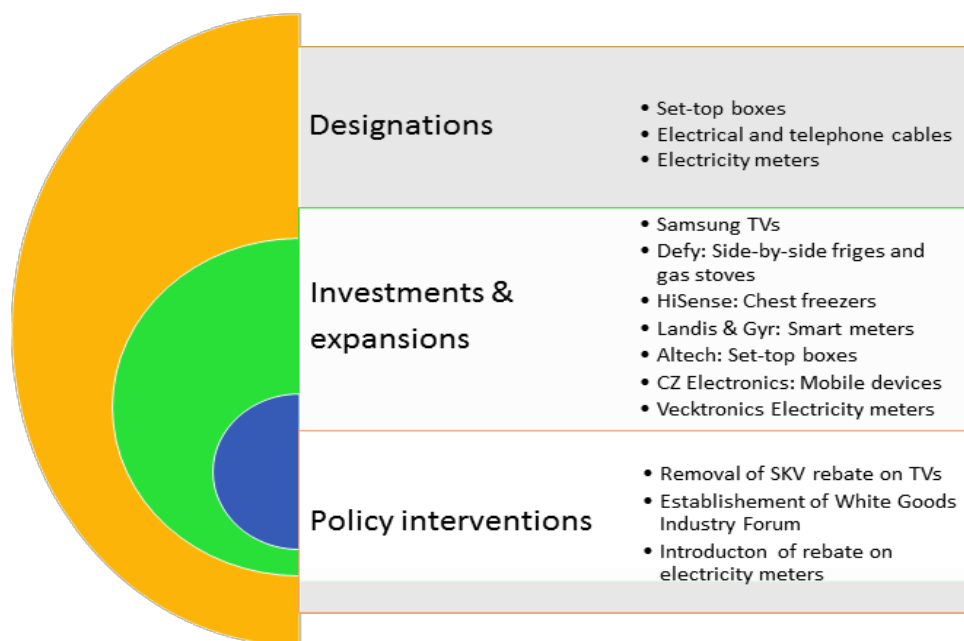 Designations
• Set-top boxes
• Electrical and telephone cables
• Electricity meters
Investments &
expansions
• Samsung TVs
• Defy: Side-by-side friges and
gas stoves
• HiSense: Chest freezers
• Landis & Gyr: Smart meters
• Altech: Set-top boxes
• CZ Electronics: Mobile devices
• Vecktronics Electricity meters
Policy interventions
• Removal of SKV rebate on TVs
• Establishement of White Goods
Industry Forum
• Introducton of rebate on
electricity meters